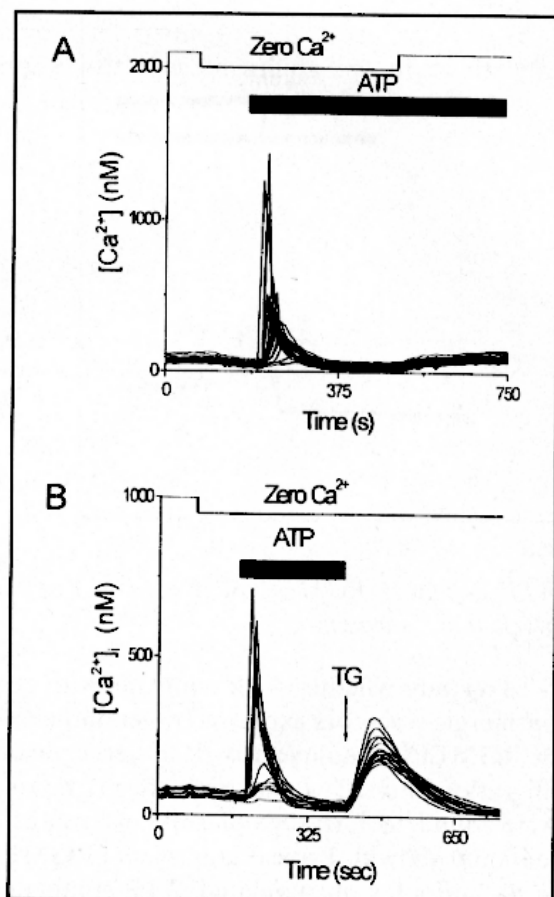 A
Zero Ca²⁺
2000
ATP
[Ca²⁺]ᵢ (nM)
1000
0
0
375
750
Time (s)
B
1000
Zero Ca²⁺
ATP
[Ca²⁺]ᵢ (nM)
500
TG
0
0
325
650
Time (sec)